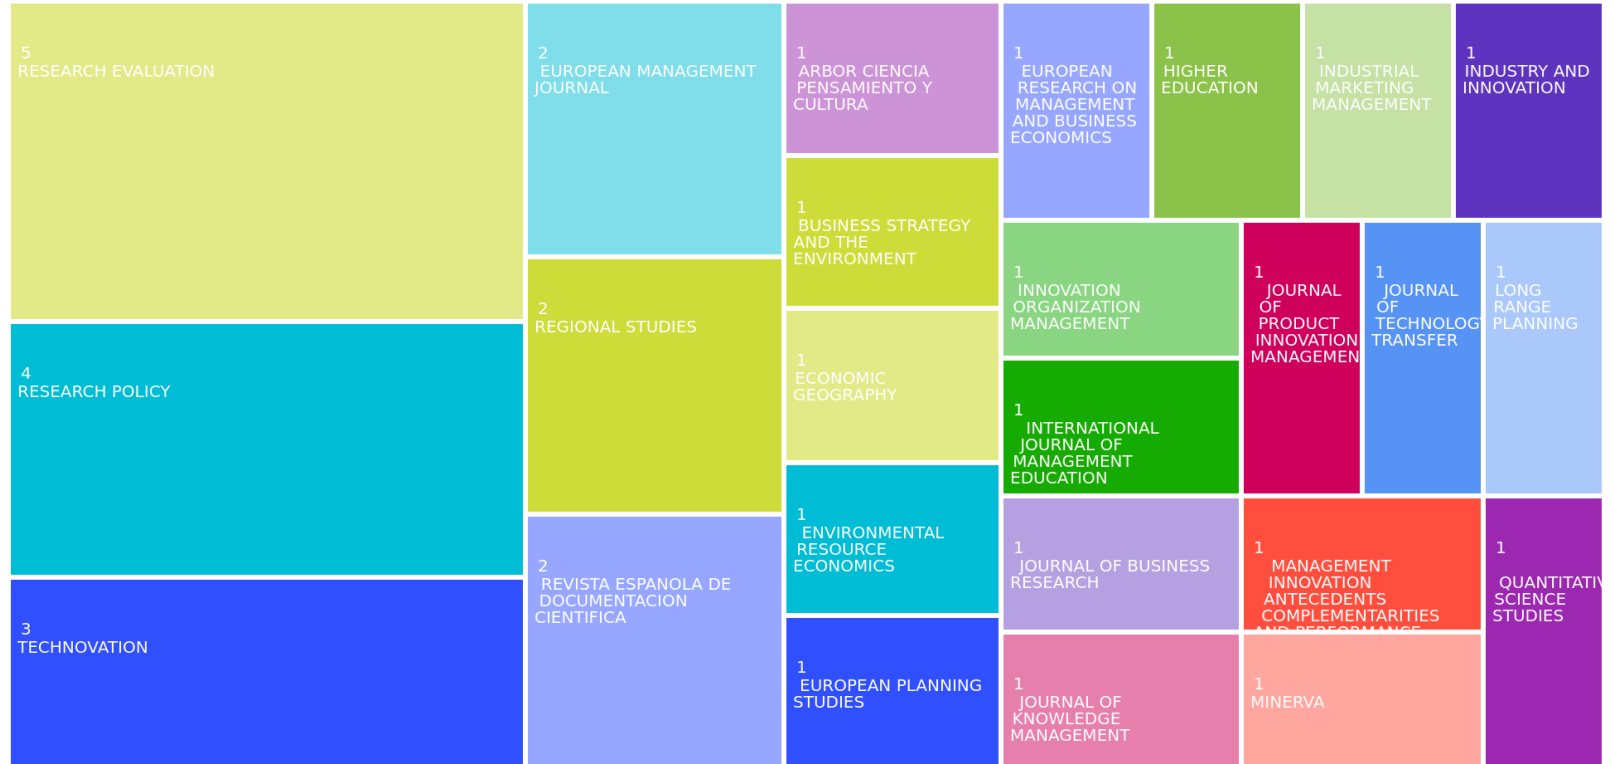 5
RESEARCH EVALUATION
4
RESEARCH POLICY
3
TECHNOVATION
2
EUROPEAN MANAGEMENT
JOURNAL
2
REGIONAL STUDIES
2
REVISTA ESPANOLA DE
DOCUMENTACION
CIENTIFICA
1
ARBOR CIENCIA
PENSAMIENTO Y
CULTURA
1
BUSINESS STRATEGY
AND THE
ENVIRONMENT
1
ECONOMIC
GEOGRAPHY
1
ENVIRONMENTAL
RESOURCE
ECONOMICS
1
EUROPEAN PLANNING
STUDIES
1
EUROPEAN
RESEARCH ON
MANAGEMENT
AND BUSINESS
ECONOMICS
1
HIGHER
EDUCATION
1
INDUSTRIAL
MARKETING
MANAGEMENT
1
INDUSTRY AND
INNOVATION
1
INNOVATION
ORGANIZATION
MANAGEMENT
1
INTERNATIONAL
JOURNAL OF
MANAGEMENT
EDUCATION
1
JOURNAL
OF
PRODUCT
INNOVATION
MANAGEMEN
1
JOURNAL
OF
TECHNOLOGY
TRANSFER
1
LONG
RANGE
PLANNING
1
JOURNAL OF BUSINESS
RESEARCH
1
JOURNAL OF
KNOWLEDGE
MANAGEMENT
1
MANAGEMENT
INNOVATION
ANTECEDENTS
COMPLEMENTARITIES
AND PERFORMANCE
1
MINERVA
1
QUANTITATIV
SCIENCE
STUDIES